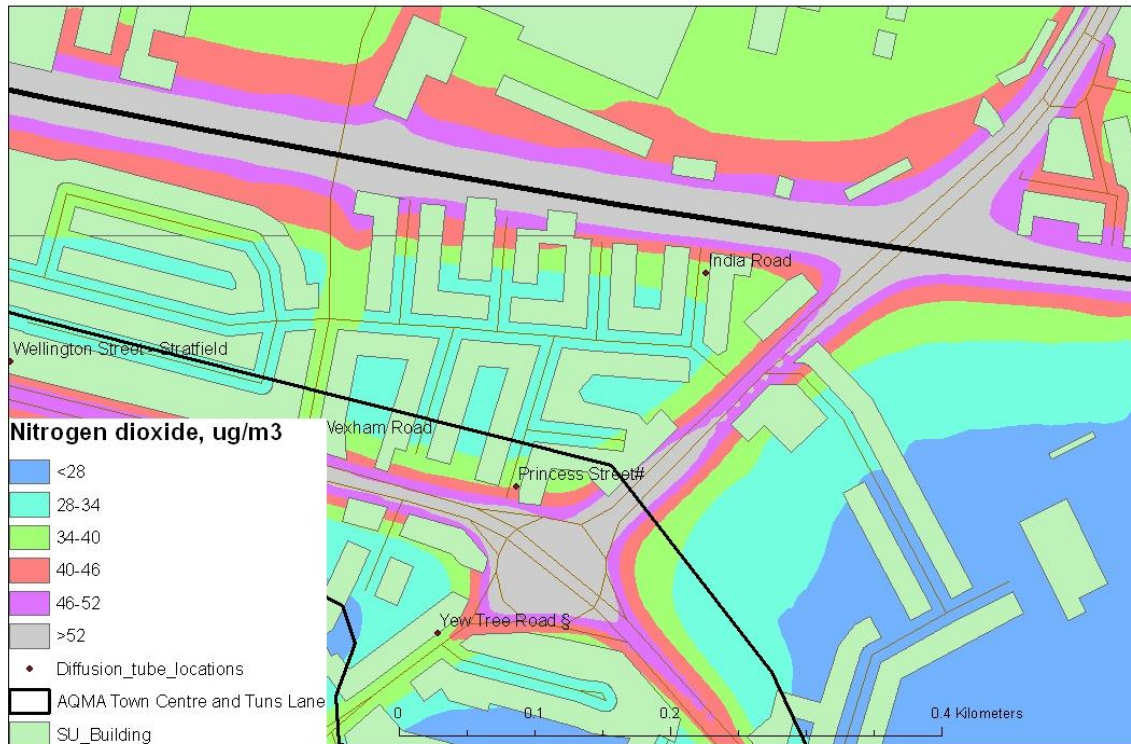 India Road
Wellington Street - Stratfield
Wexham Road
Princess Street#
Yew Tree Road §
Nitrogen dioxide, ug/m3
<28
28-34
34-40
40-46
46-52
>52
Diffusion_tube_locations
AQMA Town Centre and Tuns Lane
SU_Building
0 0.1 0.2 0.4 Kilometers